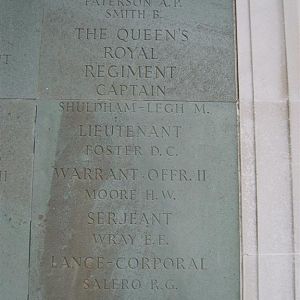 PATERSON A.P.
SMITH B.
THE QUEEN'S
ROYAL
REGIMENT
CAPTAIN
SHULDHAM-LEGH M.
LIEUTENANT
FOSTER D.C.
WARRANT OFFR. II
MOORE H.W.
SERJEANT
WRAY E.F.
LANCE-CORPORAL
SALERO R.G.